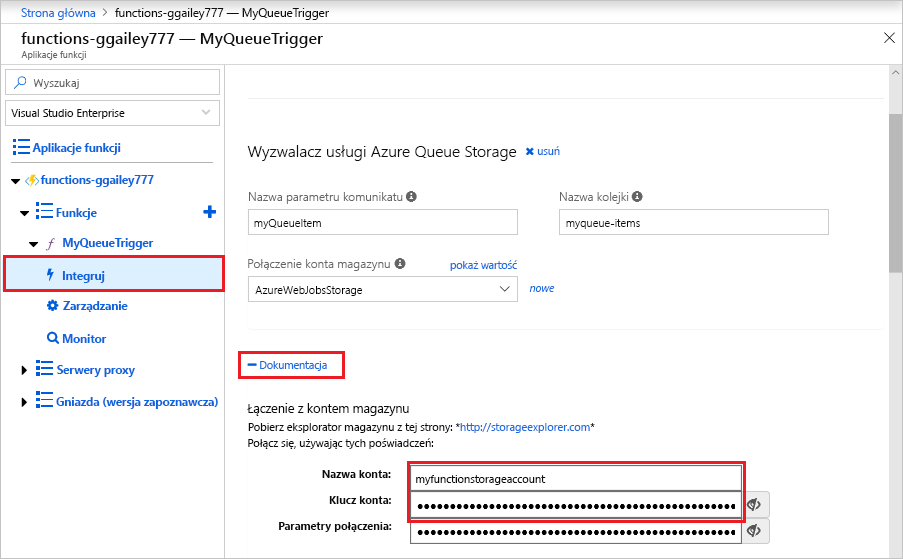 Strona główna > functions-ggailey777 — MyQueueTrigger
functions-ggailey777 — MyQueueTrigger
Aplikacje funkcji
Wyszukaj
Visual Studio Enterprise
Aplikacje funkcji
functions-ggailey777
Funkcje
MyQueueTrigger
Integruj
Zarządzanie
Monitor
Serwery proxy
Gniazda (wersja zapoznawcza)
Wyzwalacz usługi Azure Queue Storage usuń
Nazwa parametru komunikatu Nazwa kolejki
myQueueItem myqueue-items
Połączenie konta magazynu pokaż wartość
AzureWebJobsStorage nowe
Dokumentacja
Łączenie z kontem magazynu
Pobierz eksplorator magazynu z tej strony: *http://storageexplorer.com*
Połącz się, używając tych poświadczeń:
Nazwa konta: myfunctionstorageaccount
Klucz konta:
Parametry połączenia: